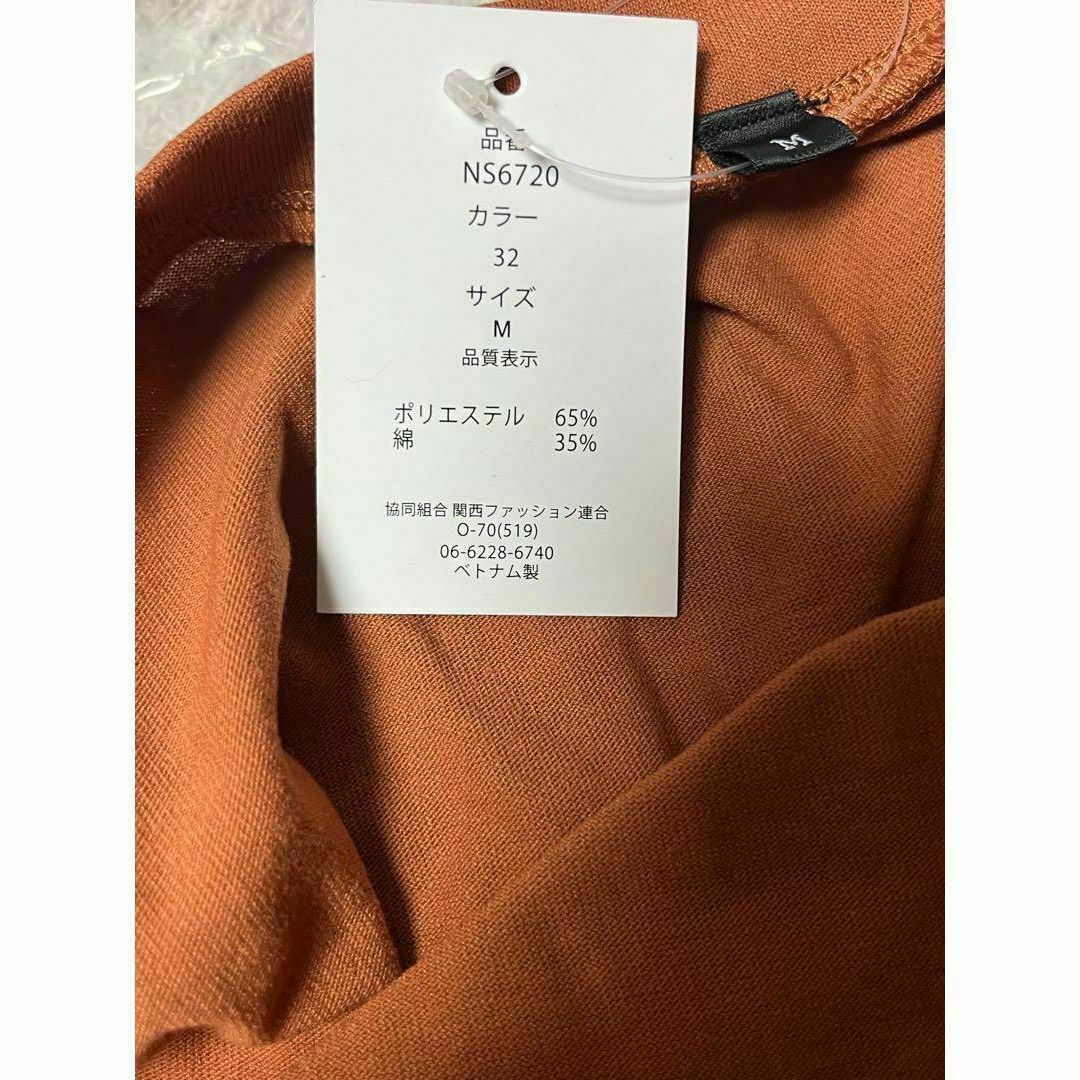 品番
NS6720
カラー
32
サイズ
M
品質表示
ポリエステル 65%
綿 35%
協同組合 関西ファッション連合
O-70(519)
06-6228-6740
ベトナム製
M